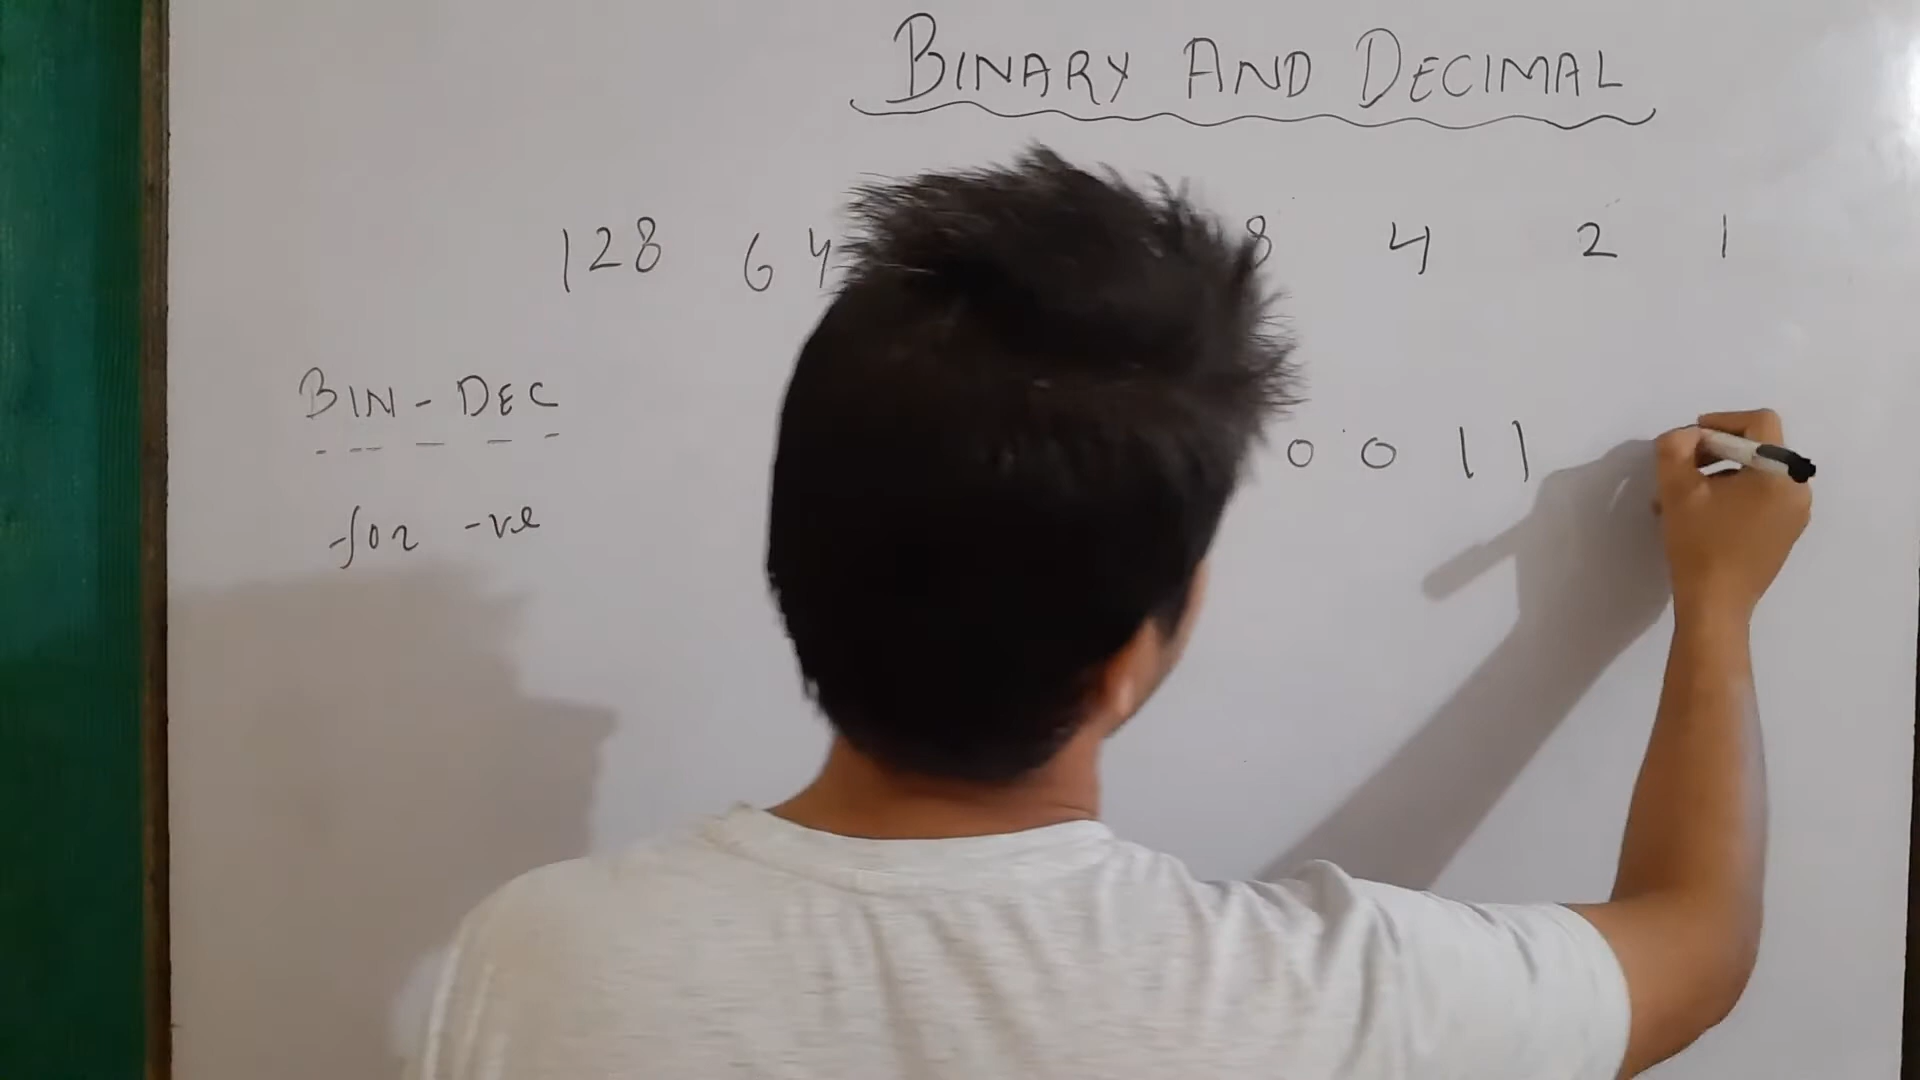 BINARY AND DECIMAL
128 64 8 4 2 1
BIN - DEC
0 0 1 1
for -ve